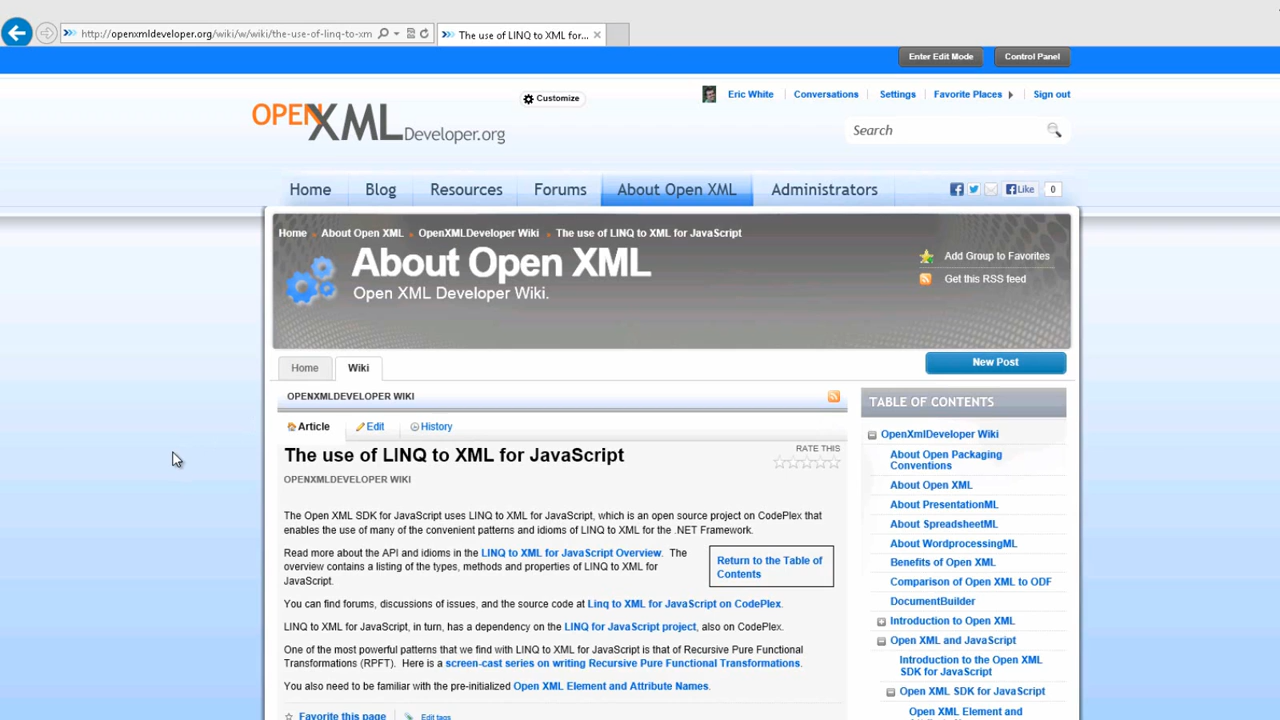 http://openxmldeveloper.org/wiki/w/wiki/the-use-of-linq-to-xm
The use of LINQ to XML for...
Enter Edit Mode
Control Panel
OPENXMLDeveloper.org
Customize
Eric White
Conversations
Settings
Favorite Places
Sign out
Search
Home
Blog
Resources
Forums
About Open XML
Administrators
Like
0
Home » About Open XML » OpenXMLDeveloper Wiki » The use of LINQ to XML for JavaScript
About Open XML
Open XML Developer Wiki.
Add Group to Favorites
Get this RSS feed
Home
Wiki
New Post
OPENXMLDEVELOPER WIKI
Article
Edit
History
The use of LINQ to XML for JavaScript
RATE THIS
OPENXMLDEVELOPER WIKI
The Open XML SDK for JavaScript uses LINQ to XML for JavaScript, which is an open source project on CodePlex that
enables the use of many of the convenient patterns and idioms of LINQ to XML for the .NET Framework.
Read more about the API and idioms in the LINQ to XML for JavaScript Overview. The
overview contains a listing of the types, methods and properties of LINQ to XML for
JavaScript.
Return to the Table of
Contents
You can find forums, discussions of issues, and the source code at Linq to XML for JavaScript on CodePlex.
LINQ to XML for JavaScript, in turn, has a dependency on the LINQ for JavaScript project, also on CodePlex.
One of the most powerful patterns that we find with LINQ to XML for JavaScript is that of Recursive Pure Functional
Transformations (RPFT). Here is a screen-cast series on writing Recursive Pure Functional Transformations.
You also need to be familiar with the pre-initialized Open XML Element and Attribute Names.
Favorite this page
Edit tags
TABLE OF CONTENTS
OpenXmlDeveloper Wiki
About Open Packaging
Conventions
About Open XML
About PresentationML
About SpreadsheetML
About WordprocessingML
Benefits of Open XML
Comparison of Open XML to ODF
DocumentBuilder
Introduction to Open XML
Open XML and JavaScript
Introduction to the Open XML
SDK for JavaScript
Open XML SDK for JavaScript
Open XML Element and